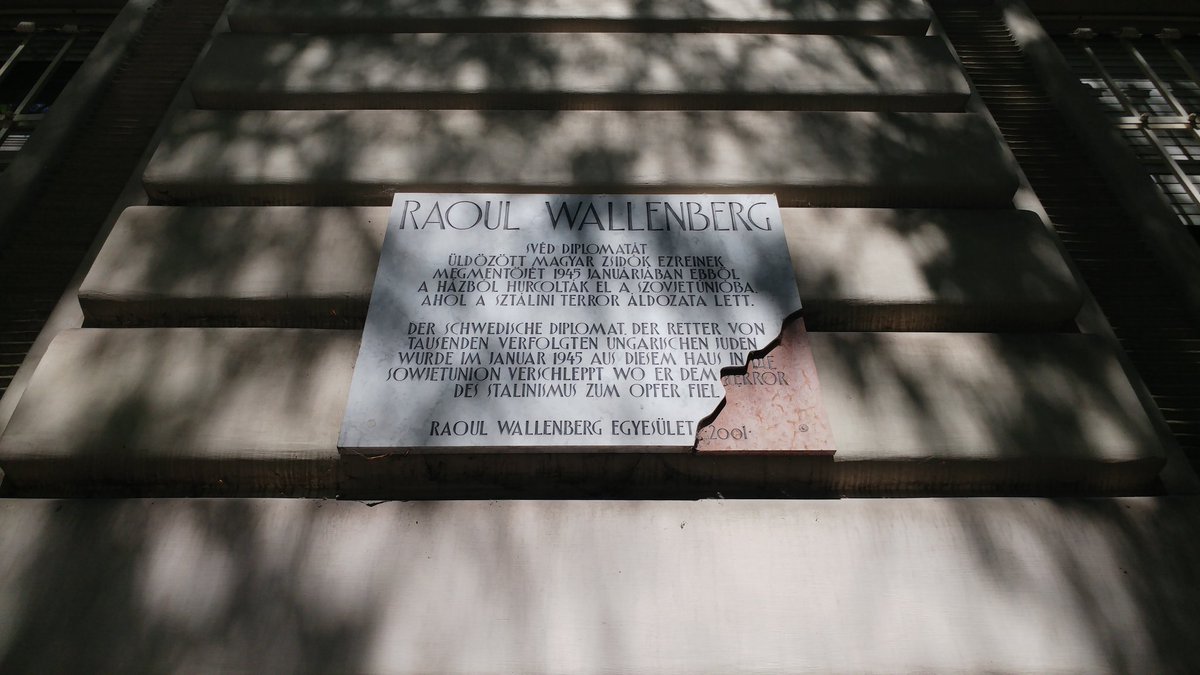 RAOUL WALLENBERG
SVÉD DIPLOMATÁT
ÜLDÖZÖTT MAGYAR ZSIDÓK EZREINEK
MEGMENTŐJÉT 1945 JANUÁRJÁBAN EBBŐL
A HÁZBÓL HURCOLTÁK EL A SZOVJETUNIÓBA,
AHOL A SZTÁLINI TERROR ÁLDOZATA LETT.
DER SCHWEDISCHE DIPLOMAT, DER RETTER VON
TAUSENDEN VERFOLGTEN UNGARISCHEN JUDEN
WURDE IM JANUAR 1945 AUS DIESEM HAUS IN DIE
SOWJETUNION VERSCHLEPPT, WO ER DEM TERROR
DES STALINISMUS ZUM OPFER FIEL
RAOUL WALLENBERG EGYESÜLET 2001.